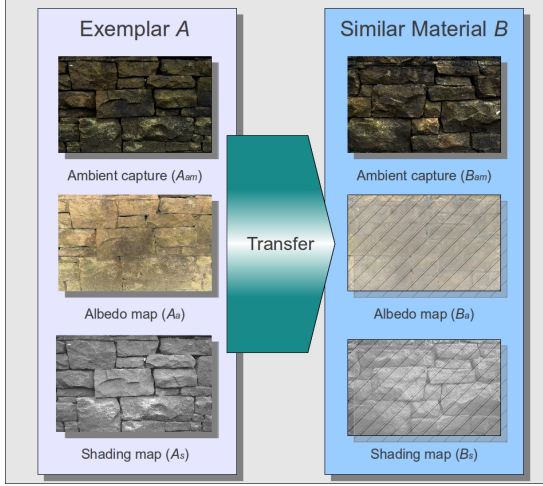 Exemplar A
Ambient capture (Aam)
Albedo map (Aa)
Shading map (As)
Transfer
Similar Material B
Ambient capture (Bam)
Albedo map (Ba)
Shading map (Bs)